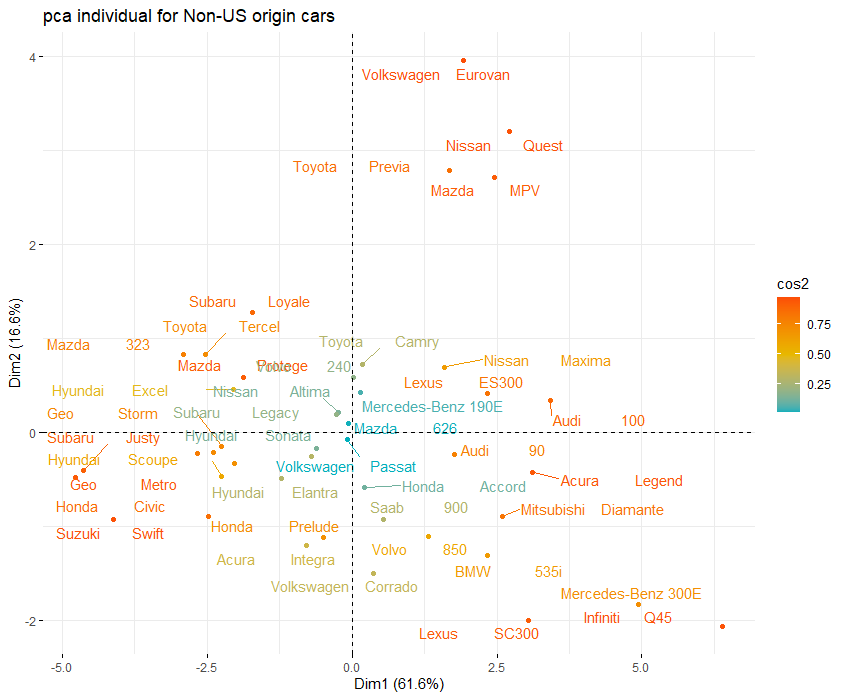 pca individual for Non-US origin cars
4
Volkswagen Eurovan
Nissan Quest
Toyota Previa
Mazda MPV
2
Subaru Loyale
Toyota Tercel
Toyota Camry
Mazda 323
Mazda Protege
Volvo 240
Nissan Maxima
Lexus ES300
Hyundai Excel
Nissan Altima
Mercedes-Benz 190E
Geo Storm
Subaru Legacy
Audi 100
Mazda 626
0
Subaru Justy
Hyundai Sonata
Audi 90
Hyundai Scoupe
Volkswagen Passat
Geo Metro
Honda Accord
Acura Legend
Hyundai Elantra
Honda Civic
Saab 900
Mitsubishi Diamante
Suzuki Swift
Honda Prelude
Acura Integra
Volvo 850
BMW 535i
Volkswagen Corrado
Mercedes-Benz 300E
Infiniti Q45
-2
Lexus SC300
-5.0 -2.5 0.0 2.5 5.0
Dim1 (61.6%)
Dim2 (16.6%)
cos2
0.75
0.50
0.25